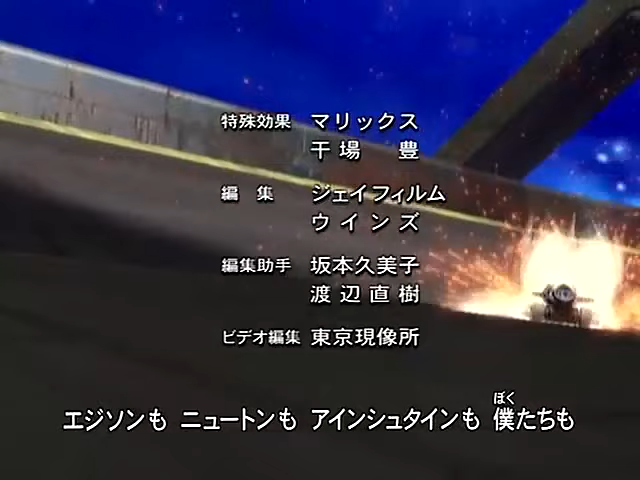 特殊効果 マリックス
干場 豊
編 集 ジェイフィルム
ウインズ
編集助手 坂本久美子
渡辺直樹
ビデオ編集 東京現像所
ぼく
エジソンも ニュートンも アインシュタインも 僕たちも